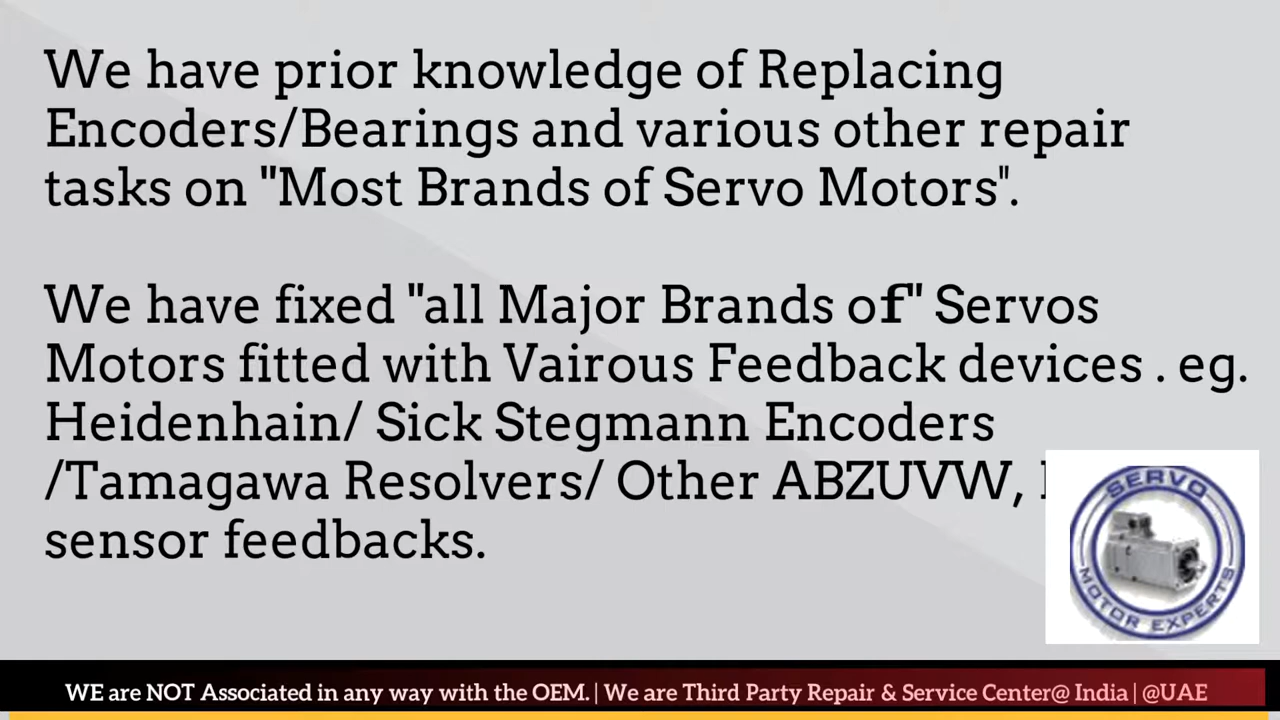 We have prior knowledge of Replacing
Encoders/Bearings and various other repair
tasks on "Most Brands of Servo Motors".
We have fixed "all Major Brands of" Servos
Motors fitted with Vairous Feedback devices . eg.
Heidenhain/ Sick Stegmann Encoders
/Tamagawa Resolvers/ Other ABZUVW,
sensor feedbacks.
SERVO
MOTOR EXPERTS
WE are NOT Associated in any way with the OEM. | We are Third Party Repair & Service Center@ India | @UAE